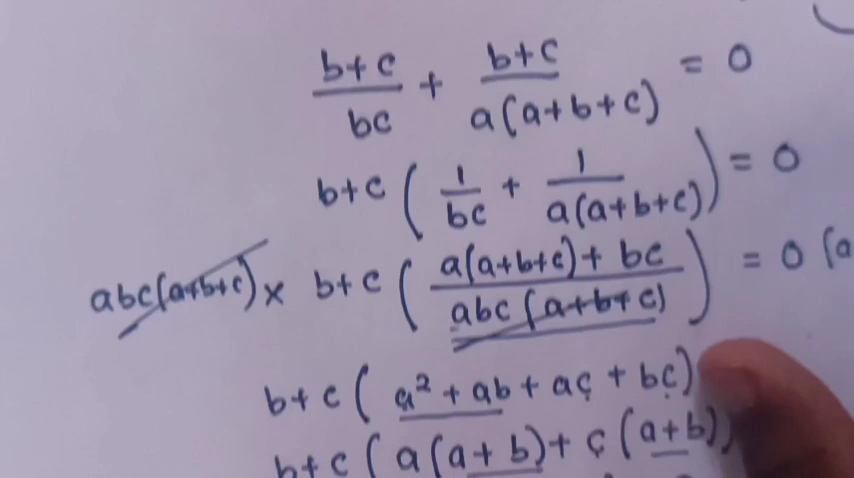 b+c/bc + b+c/a(a+b+c) = 0
b+c ( 1/bc + 1/a(a+b+c) ) = 0
abc(a+b+c) × b+c ( a(a+b+c) + bc / abc (a+b+c) ) = 0 (a
b+c ( a² + ab + ac + bc )
b+c ( a (a+b) + c (a+b) )